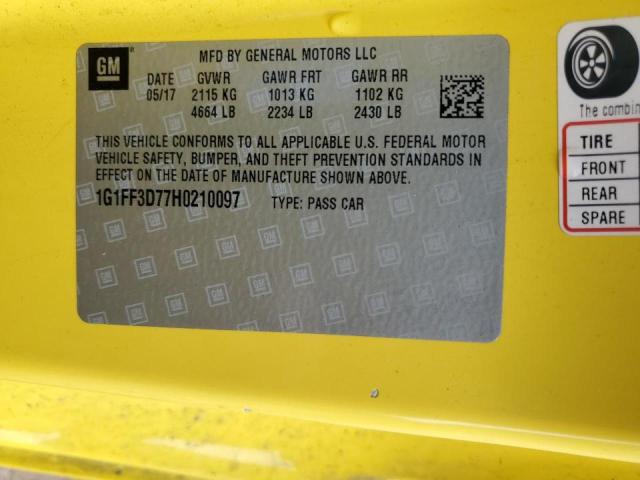 GM
MFD BY GENERAL MOTORS LLC
DATE GVWR GAWR FRT GAWR RR
05/17 2115 KG 1013 KG 1102 KG
4664 LB 2234 LB 2430 LB
THIS VEHICLE CONFORMS TO ALL APPLICABLE U.S. FEDERAL MOTOR
VEHICLE SAFETY, BUMPER, AND THEFT PREVENTION STANDARDS IN
EFFECT ON THE DATE OF MANUFACTURE SHOWN ABOVE.
1G1FF3D77H0210097 TYPE: PASS CAR
The combin
TIRE
FRONT
REAR
SPARE